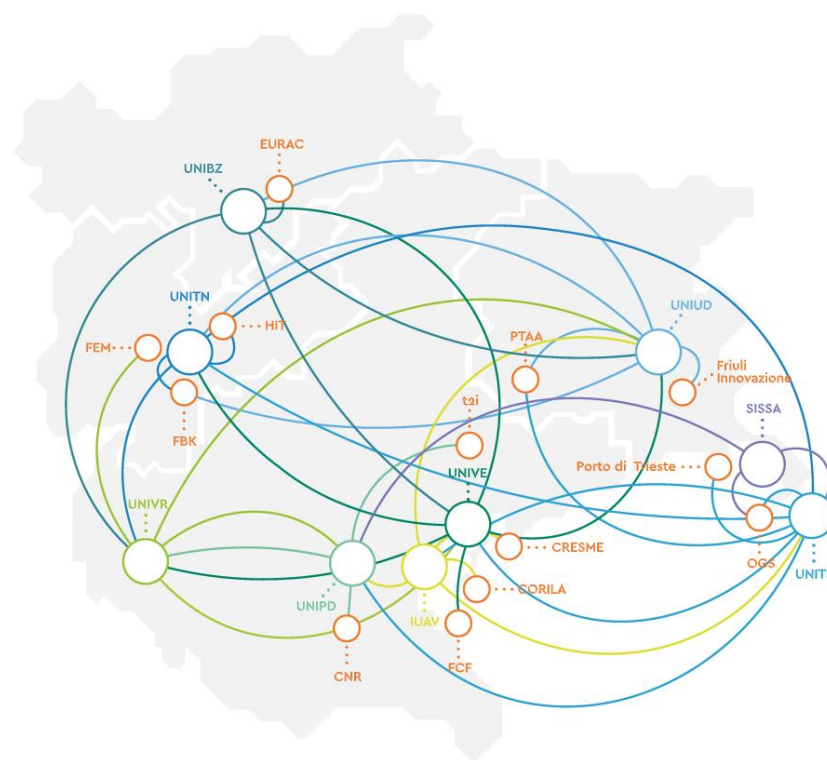 EURAC
UNIBZ
UNITN
HIT
FEM
FBK
PTAA
UNIUD
Friuli
Innovazione
SISSA
t2i
Porto di Trieste
UNIVE
UNIVR
CRESME
OGS
CORILA
UNIPD
IUAV
CNR